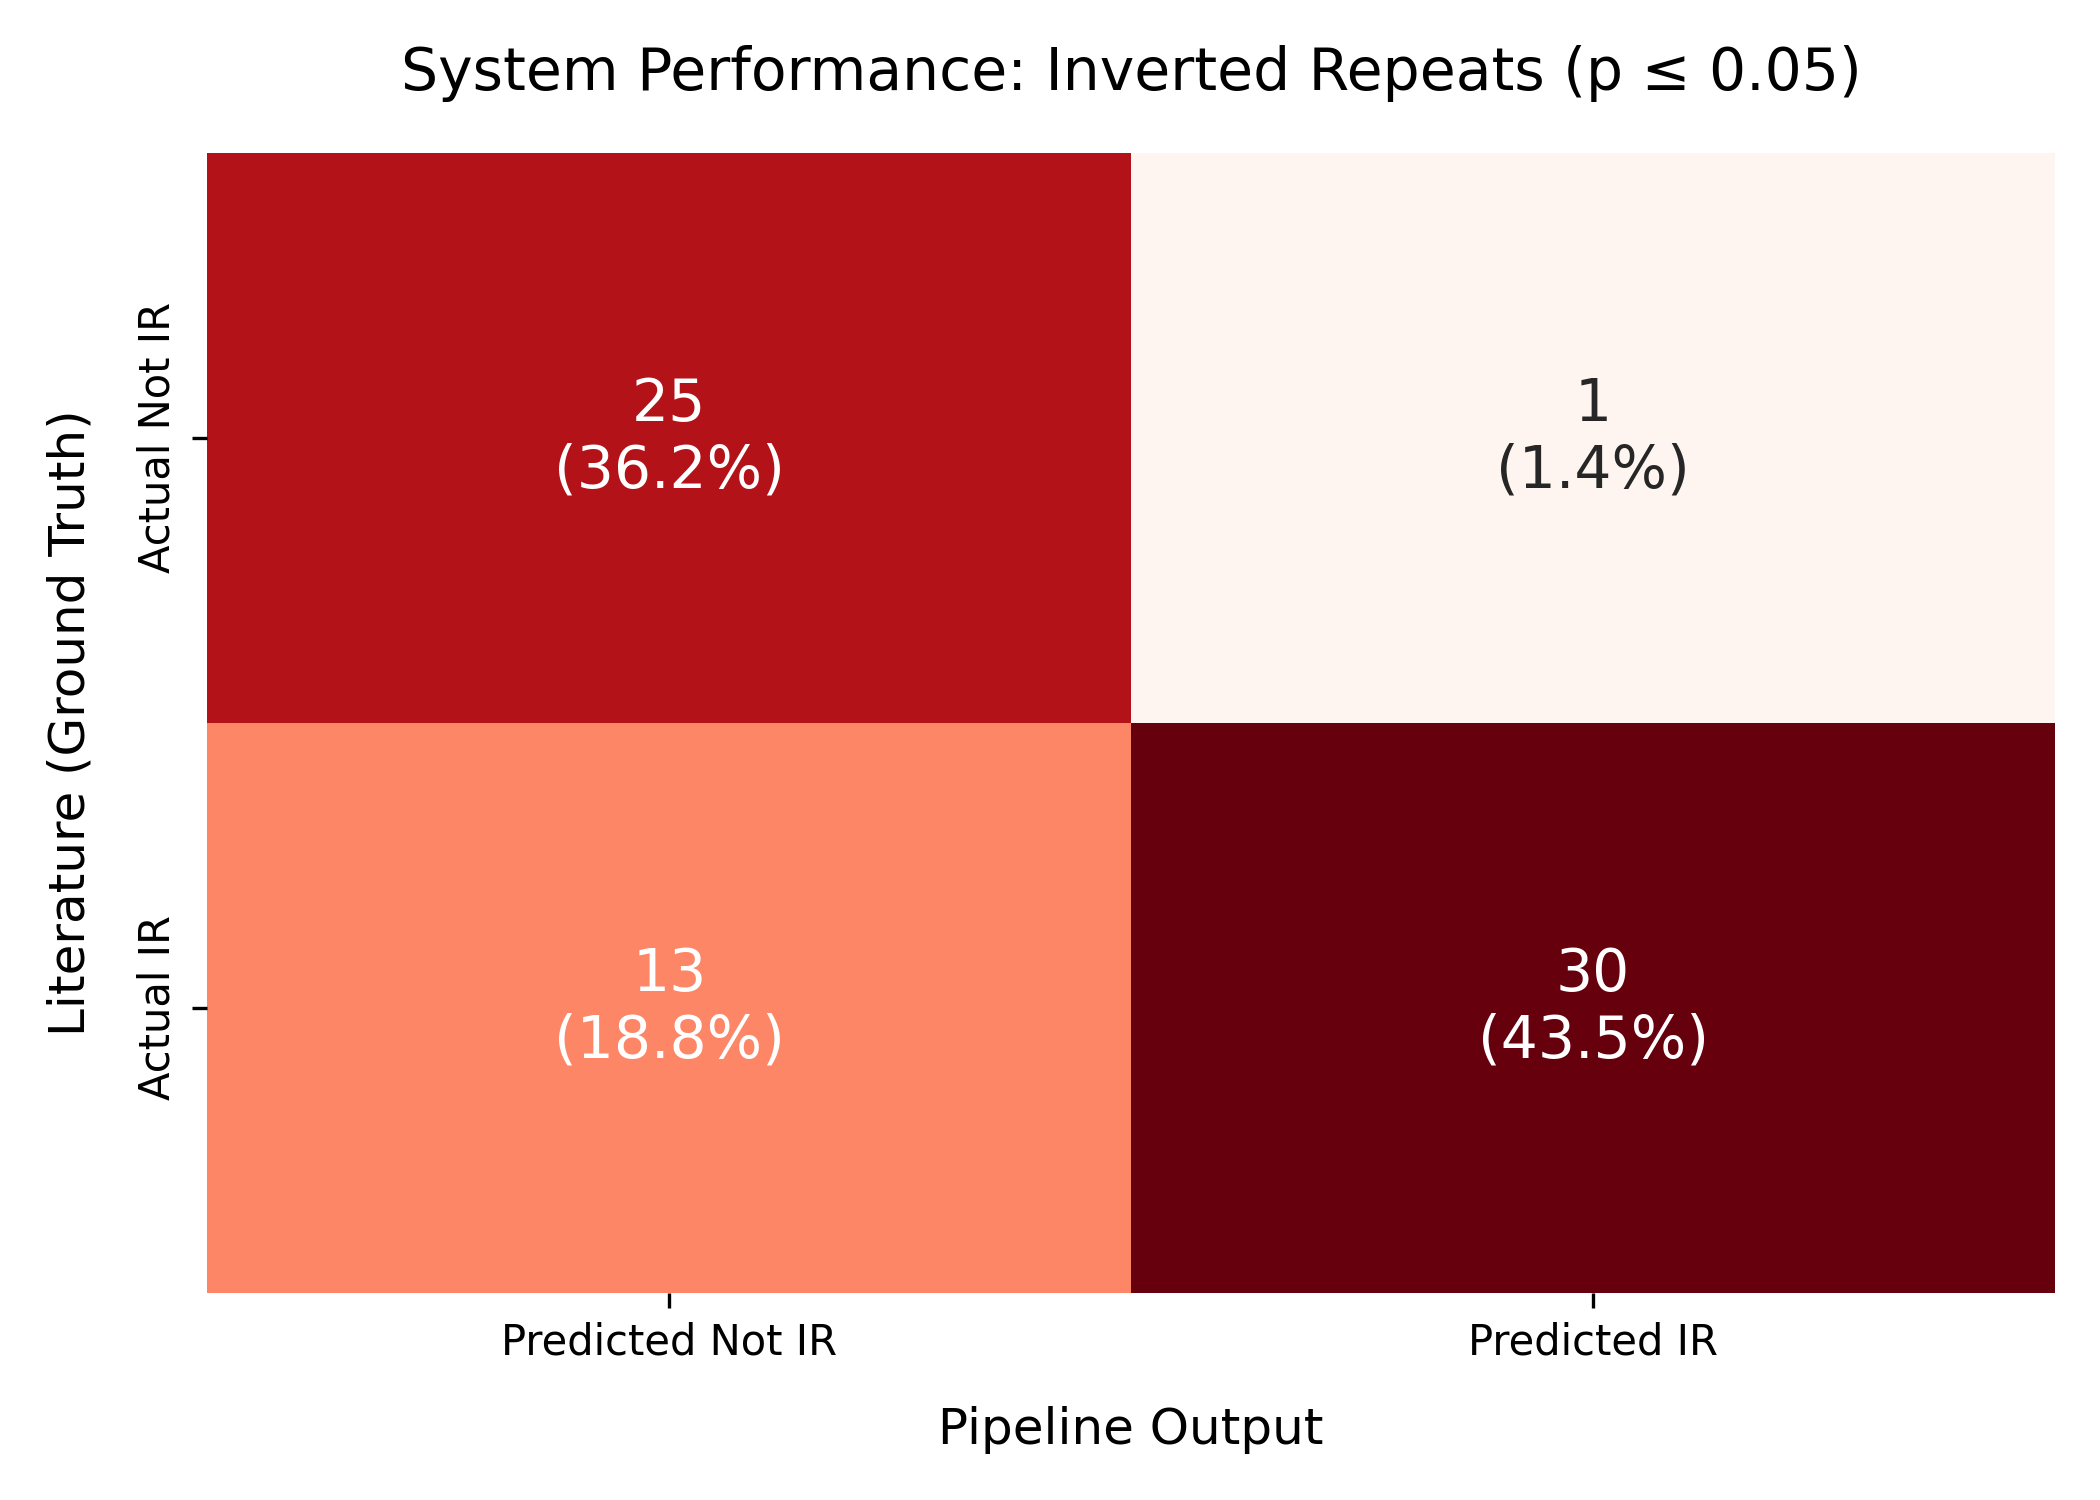 System Performance: Inverted Repeats (p ≤ 0.05)
Literature (Ground Truth)
Actual Not IR
25
(36.2%)
1
(1.4%)
Actual IR
13
(18.8%)
30
(43.5%)
Predicted Not IR
Predicted IR
Pipeline Output